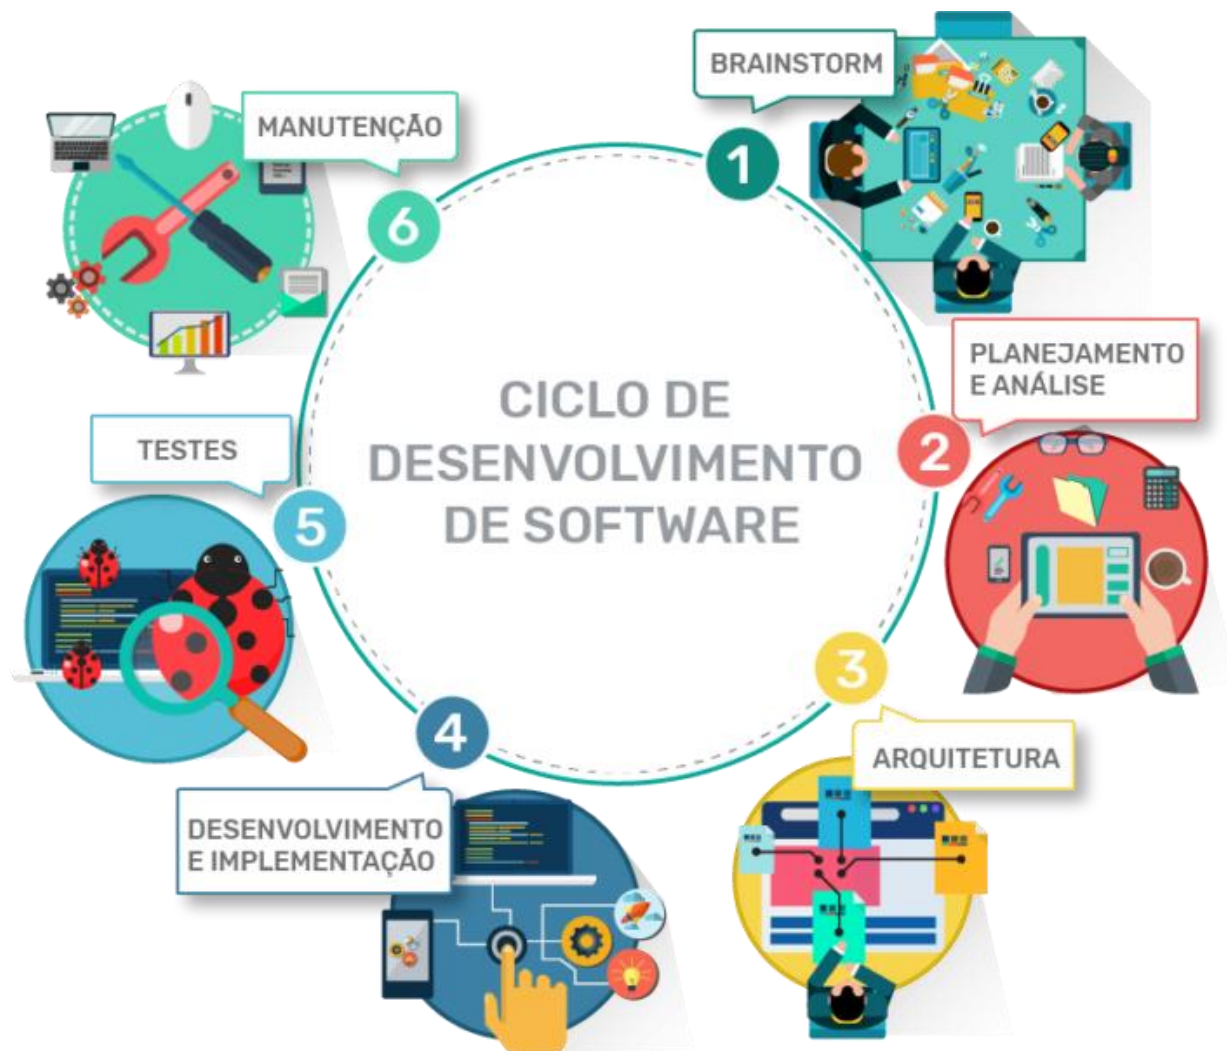 CICLO DE
DESENVOLVIMENTO
DE SOFTWARE
1
BRAINSTORM
2
PLANEJAMENTO
E ANÁLISE
3
ARQUITETURA
4
DESENVOLVIMENTO
E IMPLEMENTAÇÃO
5
TESTES
6
MANUTENÇÃO